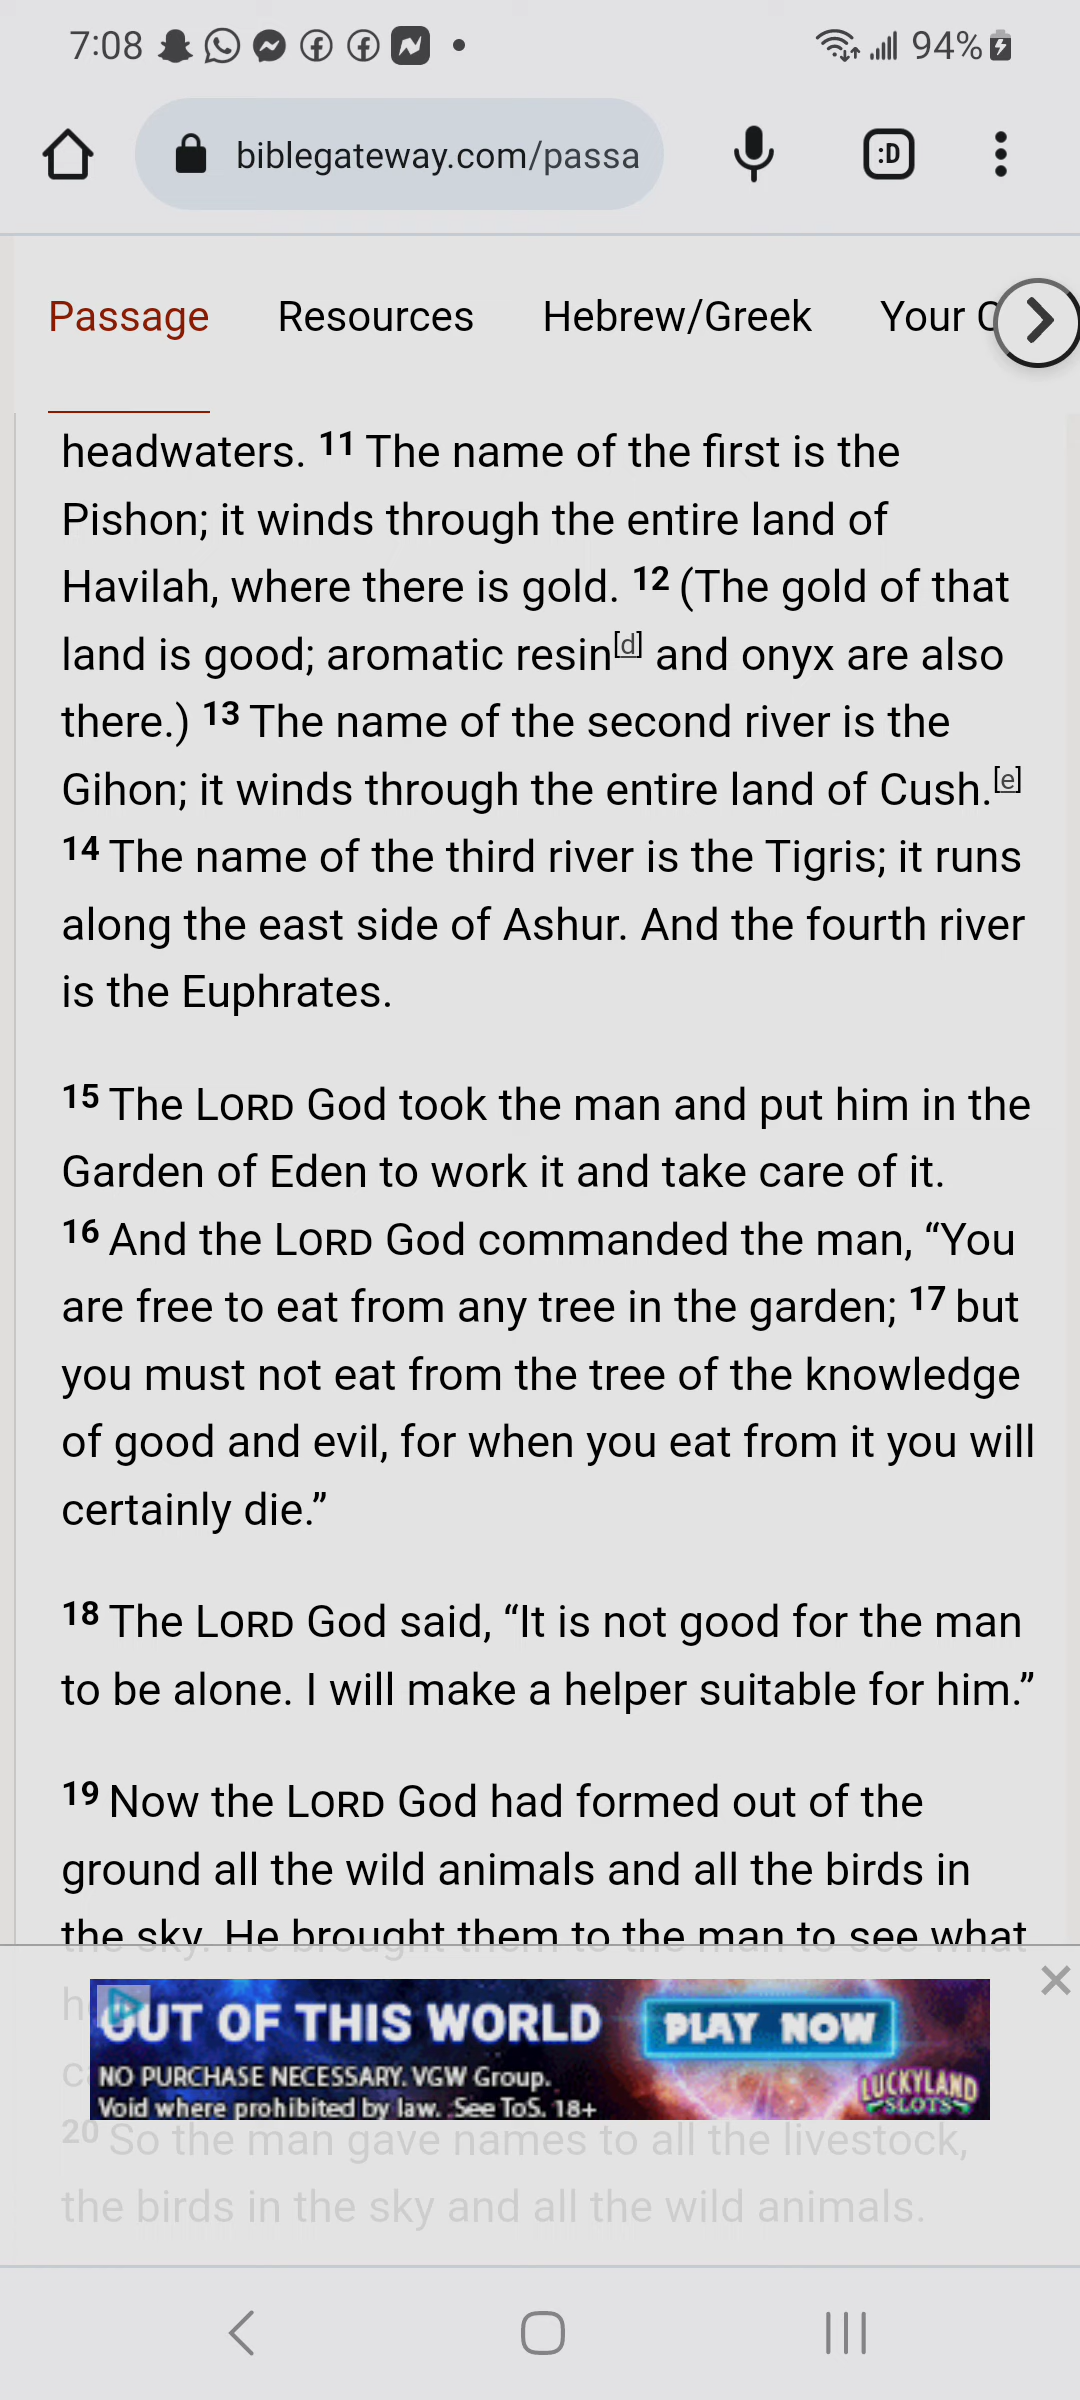 7:08
94%
biblegateway.com/passa
:D
Passage Resources Hebrew/Greek Your
headwaters. 11 The name of the first is the
Pishon; it winds through the entire land of
Havilah, where there is gold. 12 (The gold of that
land is good; aromatic resin[d] and onyx are also
there.) 13 The name of the second river is the
Gihon; it winds through the entire land of Cush.[e]
14 The name of the third river is the Tigris; it runs
along the east side of Ashur. And the fourth river
is the Euphrates.
15 The LORD God took the man and put him in the
Garden of Eden to work it and take care of it.
16 And the LORD God commanded the man, “You
are free to eat from any tree in the garden; 17 but
you must not eat from the tree of the knowledge
of good and evil, for when you eat from it you will
certainly die.”
18 The LORD God said, “It is not good for the man
to be alone. I will make a helper suitable for him.”
19 Now the LORD God had formed out of the
ground all the wild animals and all the birds in
the sky. He brought them to the man to see what
OUT OF THIS WORLD
PLAY NOW
NO PURCHASE NECESSARY. VGW Group.
Void where prohibited by law. See ToS. 18+
LUCKYLAND
SLOTS
20 So the man gave names to all the livestock,
the birds in the sky and all the wild animals.